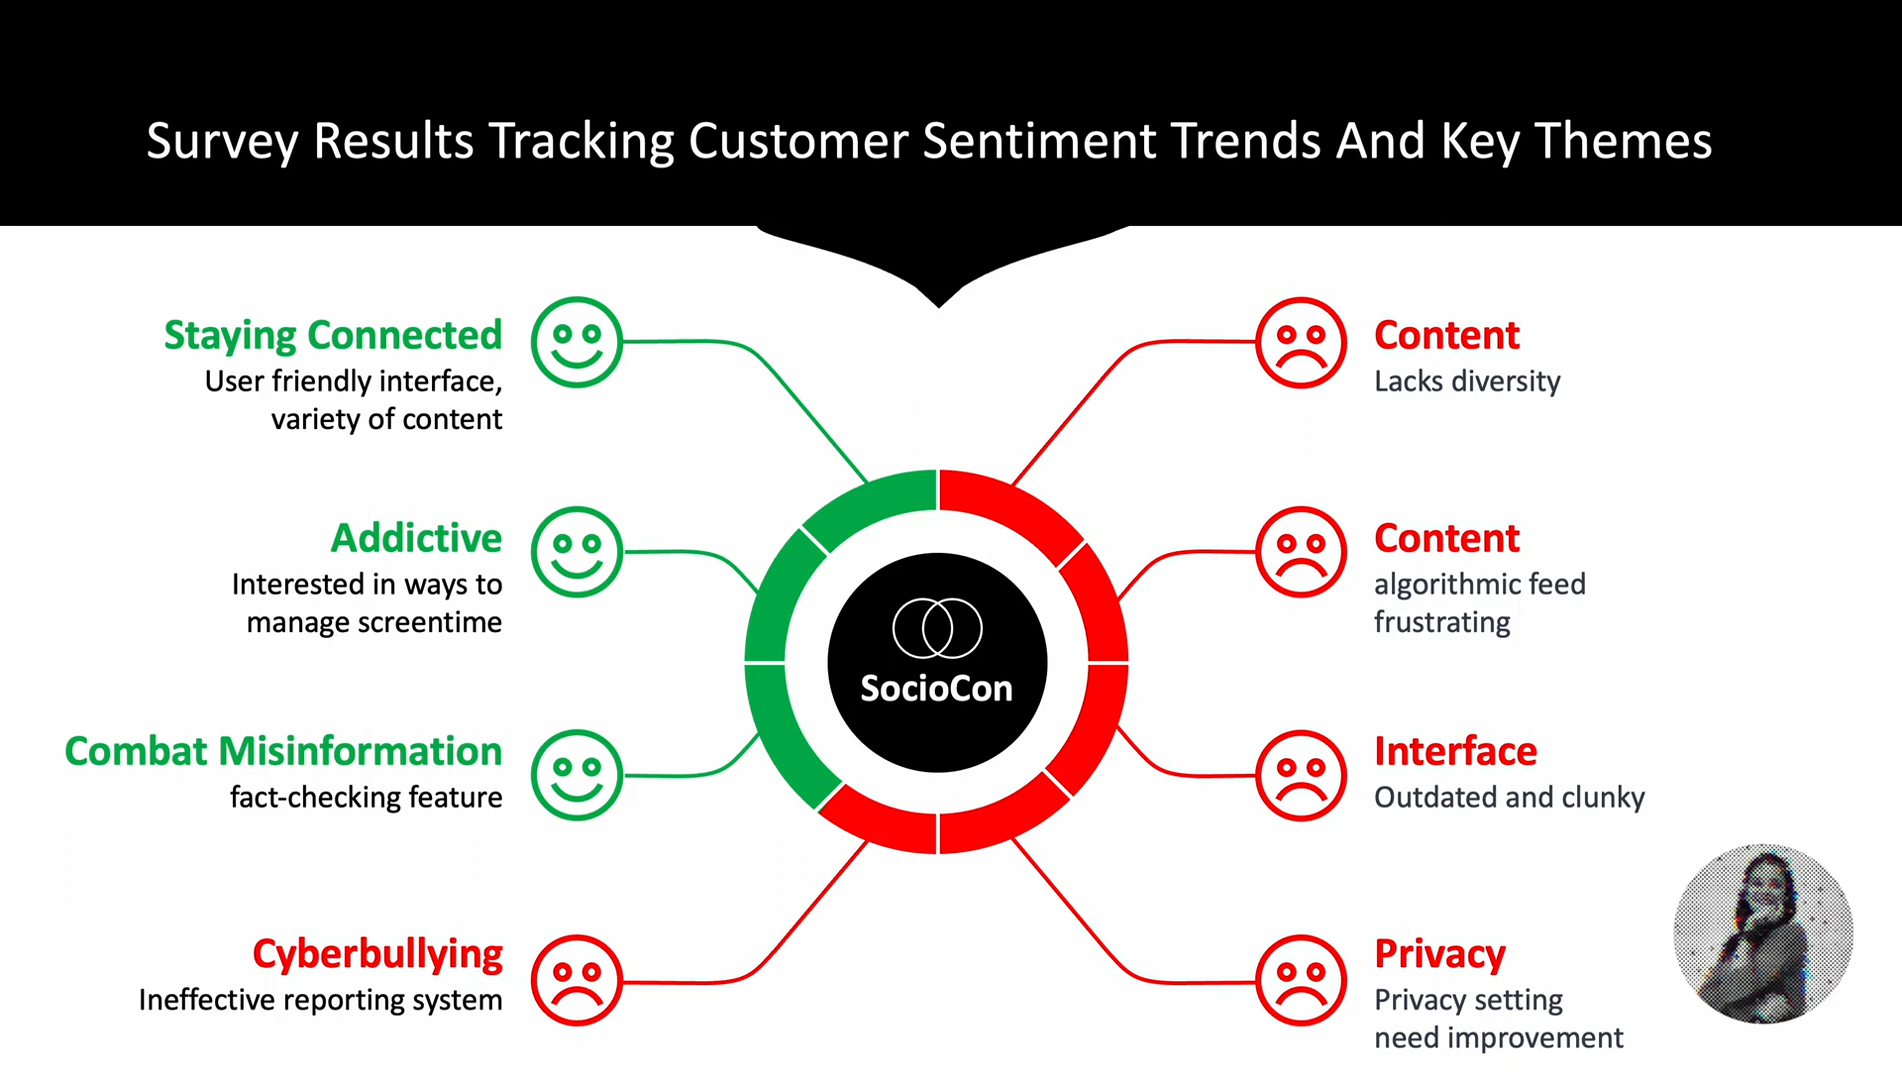 Survey Results Tracking Customer Sentiment Trends And Key Themes
Staying Connected
User friendly interface,
variety of content
Addictive
Interested in ways to
manage screentime
Combat Misinformation
fact-checking feature
Cyberbullying
Ineffective reporting system
SocioCon
Content
Lacks diversity
Content
algorithmic feed
frustrating
Interface
Outdated and clunky
Privacy
Privacy setting
need improvement